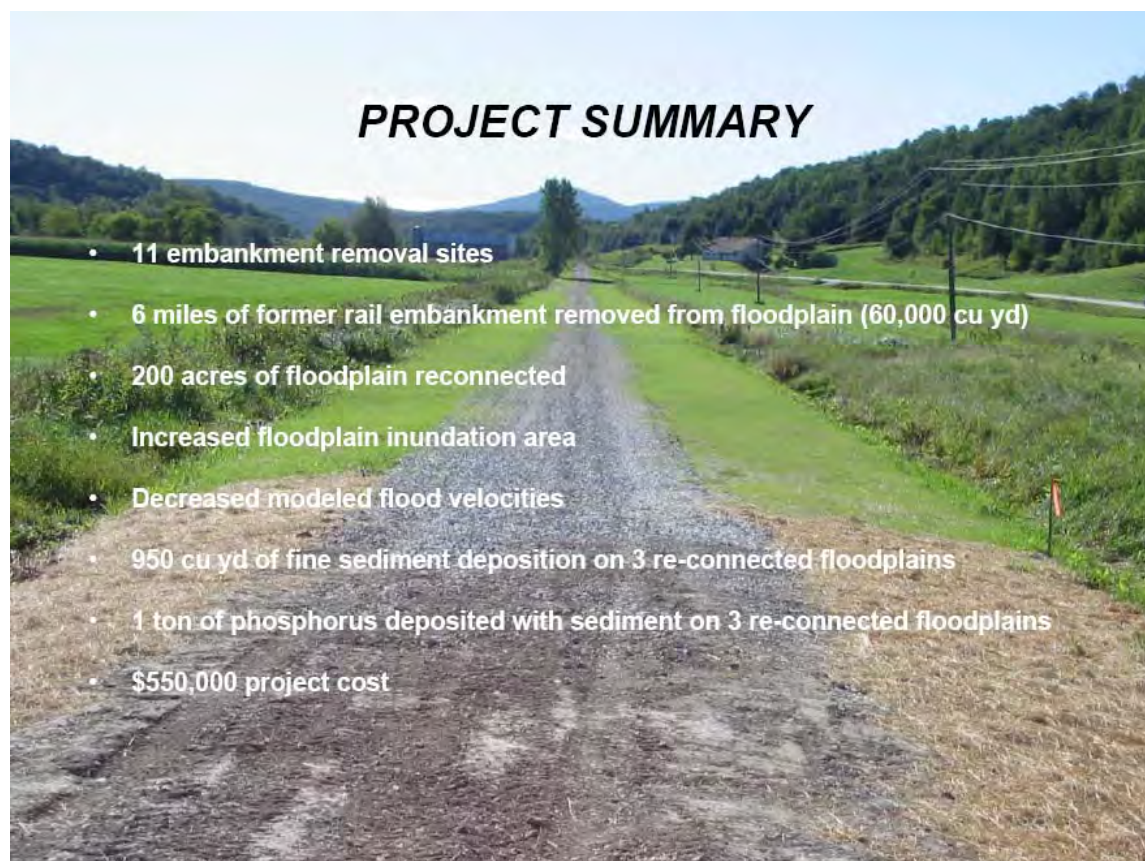 PROJECT SUMMARY
• 11 embankment removal sites
• 6 miles of former rail embankment removed from floodplain (60,000 cu yd)
• 200 acres of floodplain reconnected
• Increased floodplain inundation area
• Decreased modeled flood velocities
• 950 cu yd of fine sediment deposition on 3 re-connected floodplains
• 1 ton of phosphorus deposited with sediment on 3 re-connected floodplains
• $550,000 project cost